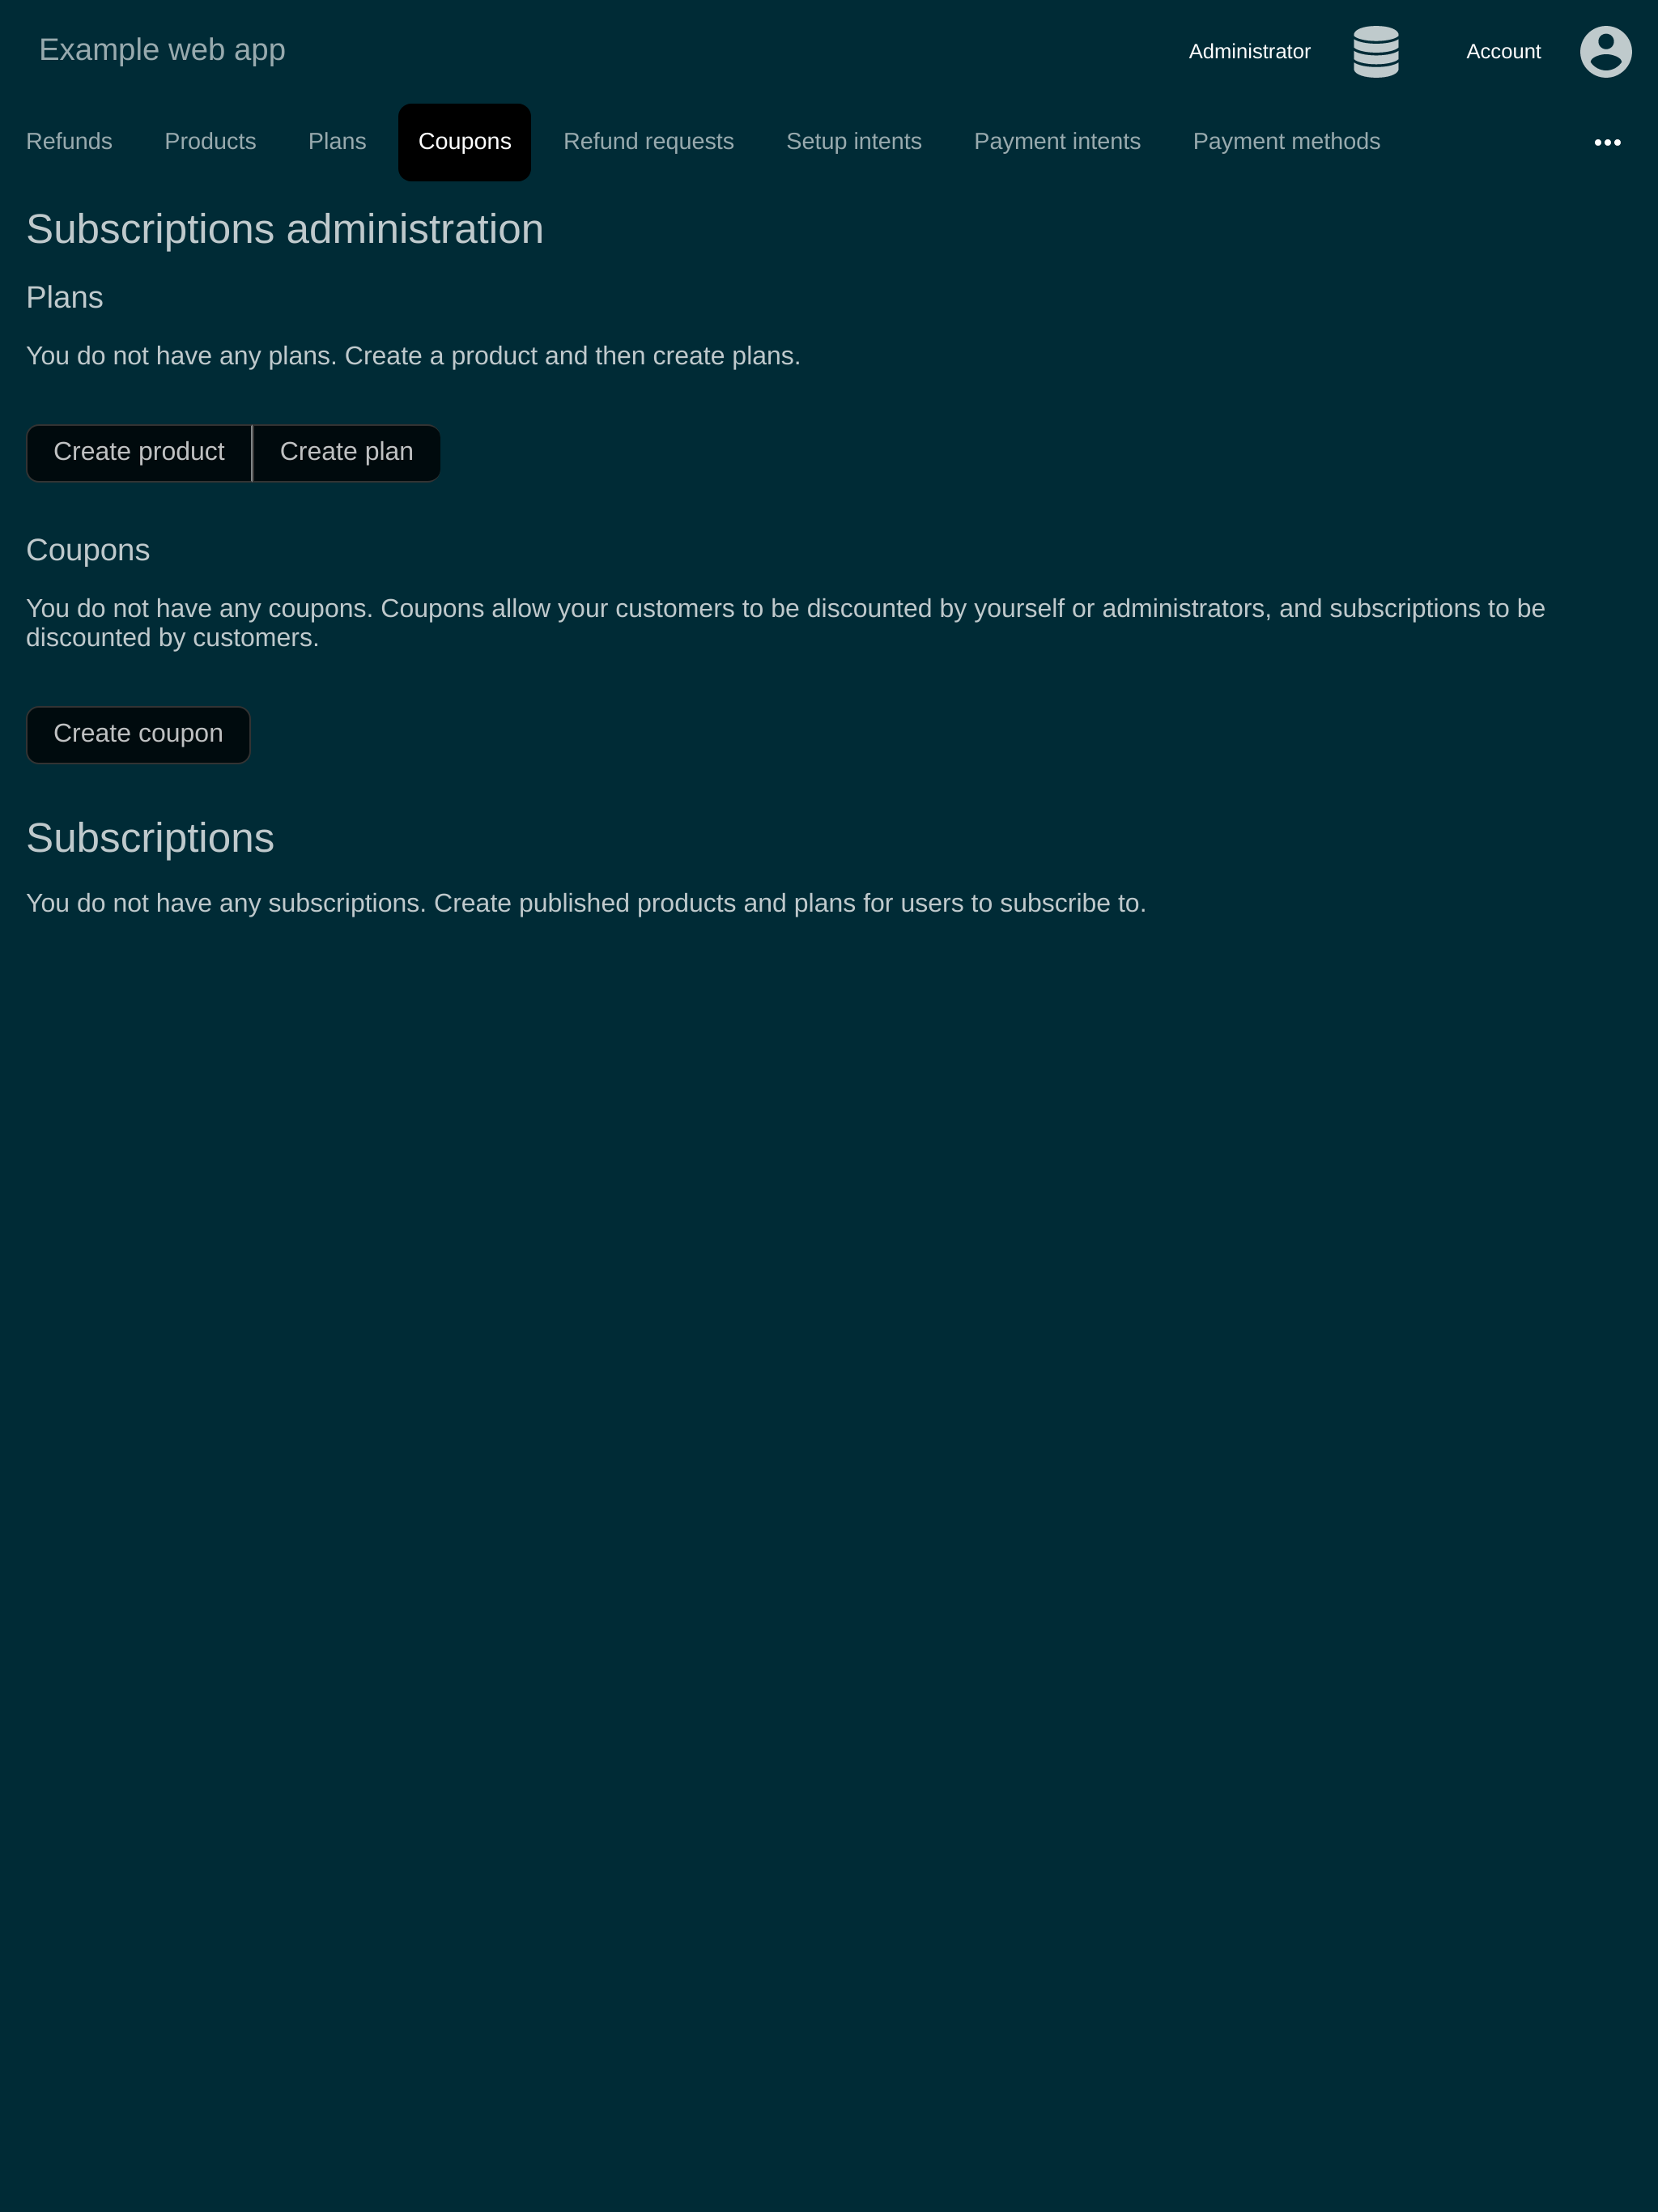 Example web app
Administrator
Account
Refunds
Products
Plans
Coupons
Refund requests
Setup intents
Payment intents
Payment methods
Subscriptions administration
Plans
You do not have any plans. Create a product and then create plans.
Create product
Create plan
Coupons
You do not have any coupons. Coupons allow your customers to be discounted by yourself or administrators, and subscriptions to be
discounted by customers.
Create coupon
Subscriptions
You do not have any subscriptions. Create published products and plans for users to subscribe to.